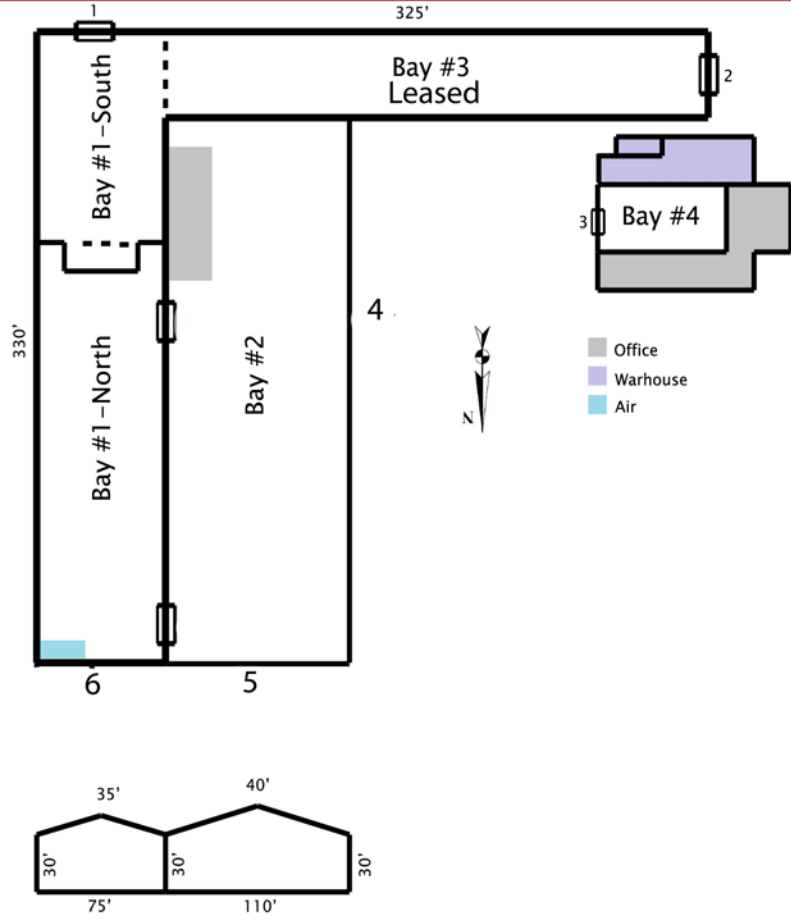 1
325'
Bay #3
Leased
2
Bay #1-South
Bay #4
3
330'
4
Bay #2
Bay #1-North
N
Office
Warhouse
Air
6
5
35'
40'
30'
30'
30'
75'
110'